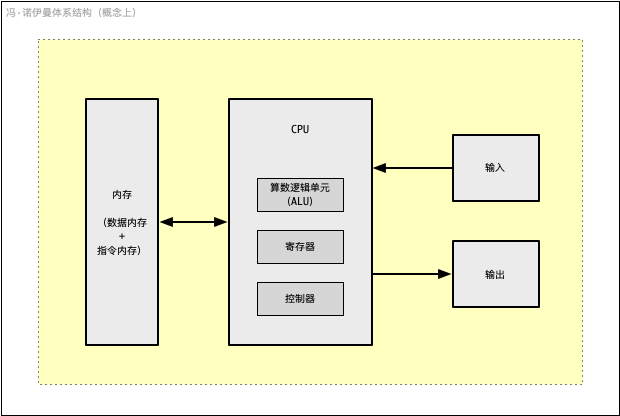 冯·诺伊曼体系结构（概念上）
CPU
内存
（数据内存
+
指令内存）
算数逻辑单元
(ALU)
寄存器
控制器
输入
输出